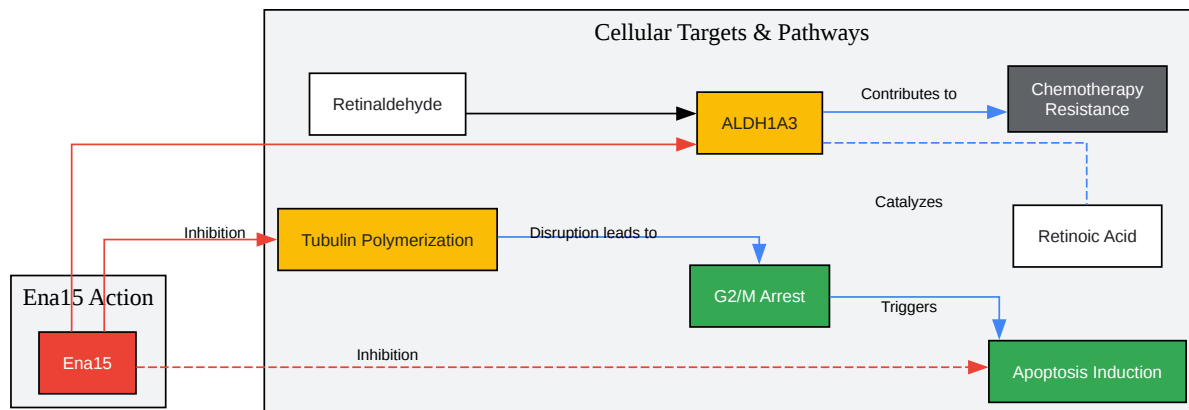 Cellular Targets & Pathways
Retinaldehyde
ALDH1A3
Contributes to
Chemotherapy
Resistance
Catalyzes
Retinoic Acid
Inhibition
Tubulin Polymerization
Disruption leads to
G2/M Arrest
Triggers
Ena15 Action
Ena15
Inhibition
Apoptosis Induction